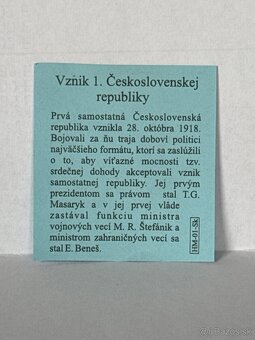 Vznik 1. Československej
republiky
Prvá samostatná Československá
republika vznikla 28. októbra 1918.
Bojovali za ňu traja doboví politici
najväčšieho formátu, ktorí sa zaslúžili
o to, aby víťazné mocnosti tzv.
srdečnej dohody akceptovali vznik
samostatnej republiky. Jej prvým
prezidentom sa právom stal T.G.
Masaryk a v jej prvej vláde
zastával funkciu ministra
vojnových vecí M. R. Štefánik a
ministrom zahraničných vecí sa
stal E. Beneš.
HM-01-Sk